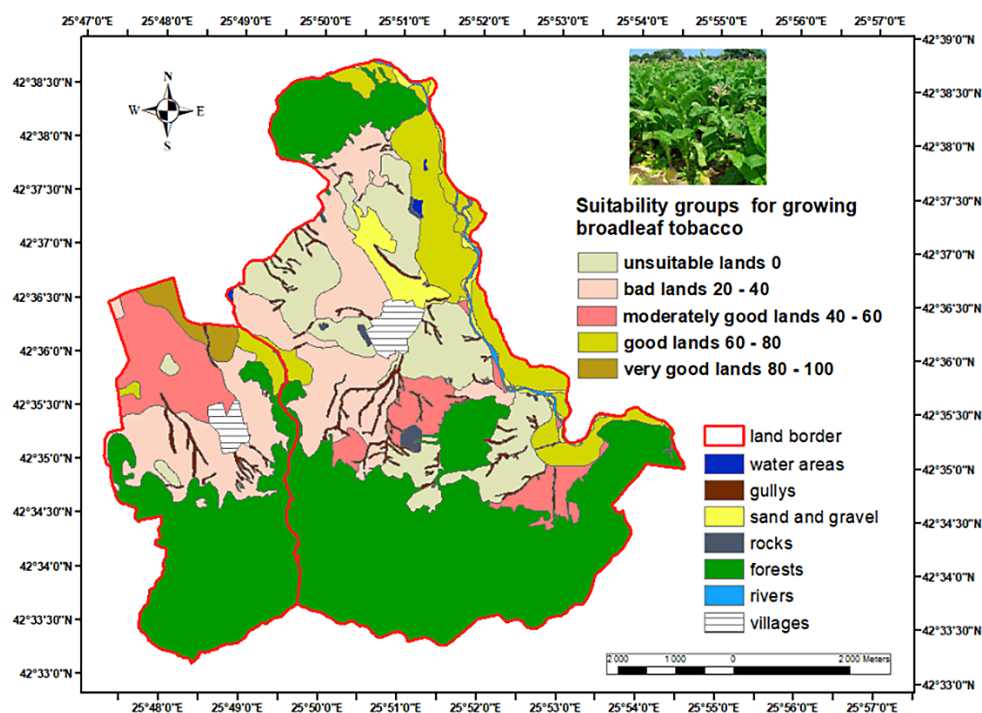 25°47'0"E 25°48'0"E 25°49'0"E 25°50'0"E 25°51'0"E 25°52'0"E 25°53'0"E 25°54'0"E 25°55'0"E 25°56'0"E 25°57'0"E
42°39'0"N
42°38'30"N
42°38'30"N
42°38'0"N
42°38'0"N
42°37'30"N
42°37'30"N
42°37'0"N
42°37'0"N
42°36'30"N
42°36'30"N
42°36'0"N
42°36'0"N
42°35'30"N
42°35'30"N
42°35'0"N
42°35'0"N
42°34'30"N
42°34'30"N
42°34'0"N
42°34'0"N
42°33'30"N
42°33'30"N
42°33'0"N
42°33'0"N
N
W E
S
Suitability groups for growing
broadleaf tobacco
unsuitable lands 0
bad lands 20 - 40
moderately good lands 40 - 60
good lands 60 - 80
very good lands 80 - 100
land border
water areas
gullys
sand and gravel
rocks
forests
rivers
villages
2 000 1 000 0 2 000 Meters
25°48'0"E 25°49'0"E 25°50'0"E 25°51'0"E 25°52'0"E 25°53'0"E 25°54'0"E 25°55'0"E 25°56'0"E 25°57'0"E